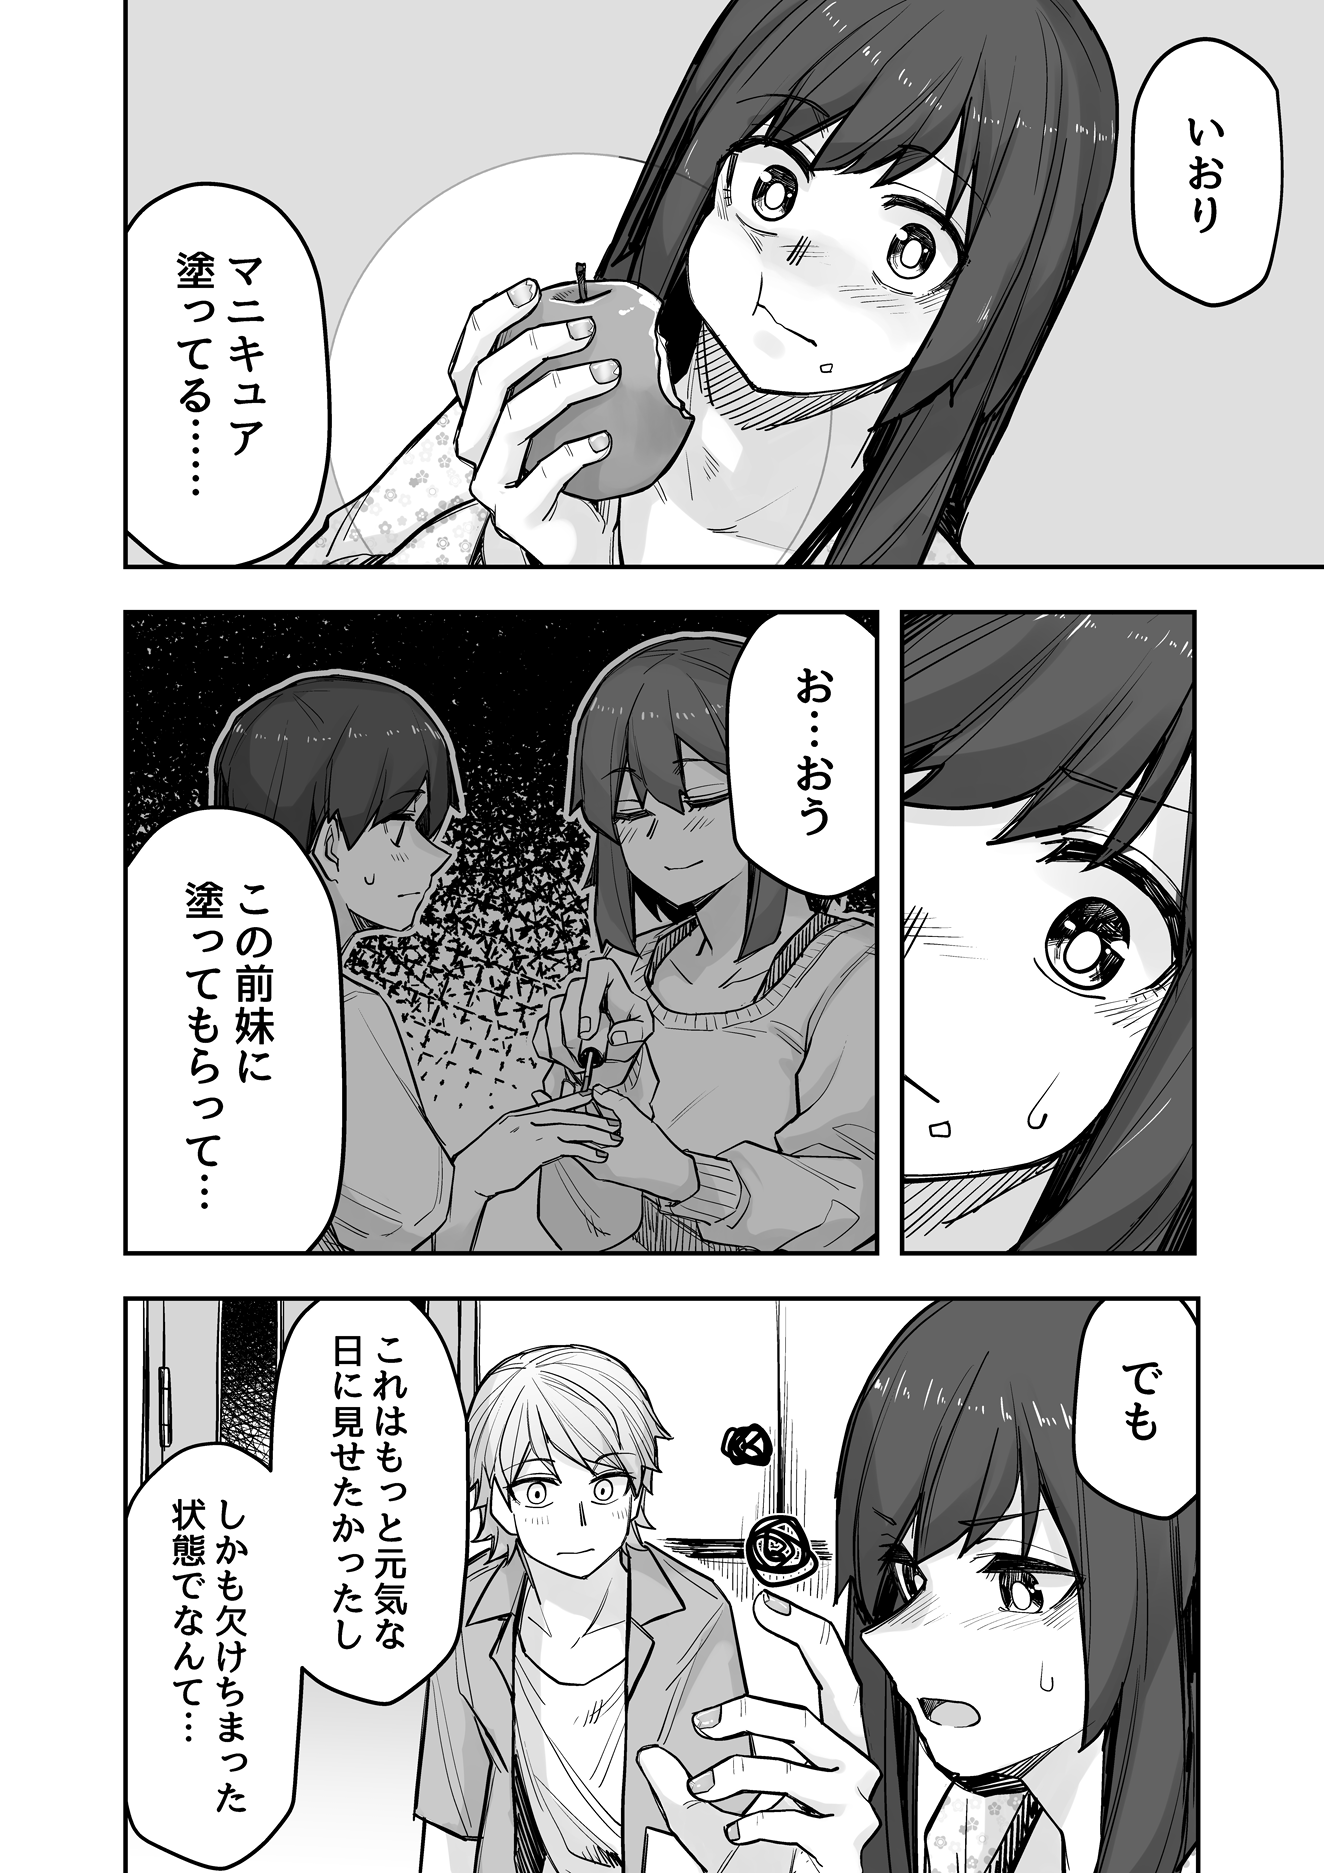 いおり
マニキュア
塗ってる……
お…おう
この前妹に
塗ってもらって…
でも
これはもっと元気な
日に見せたかったし
しかも欠けちまった
状態でなんて…